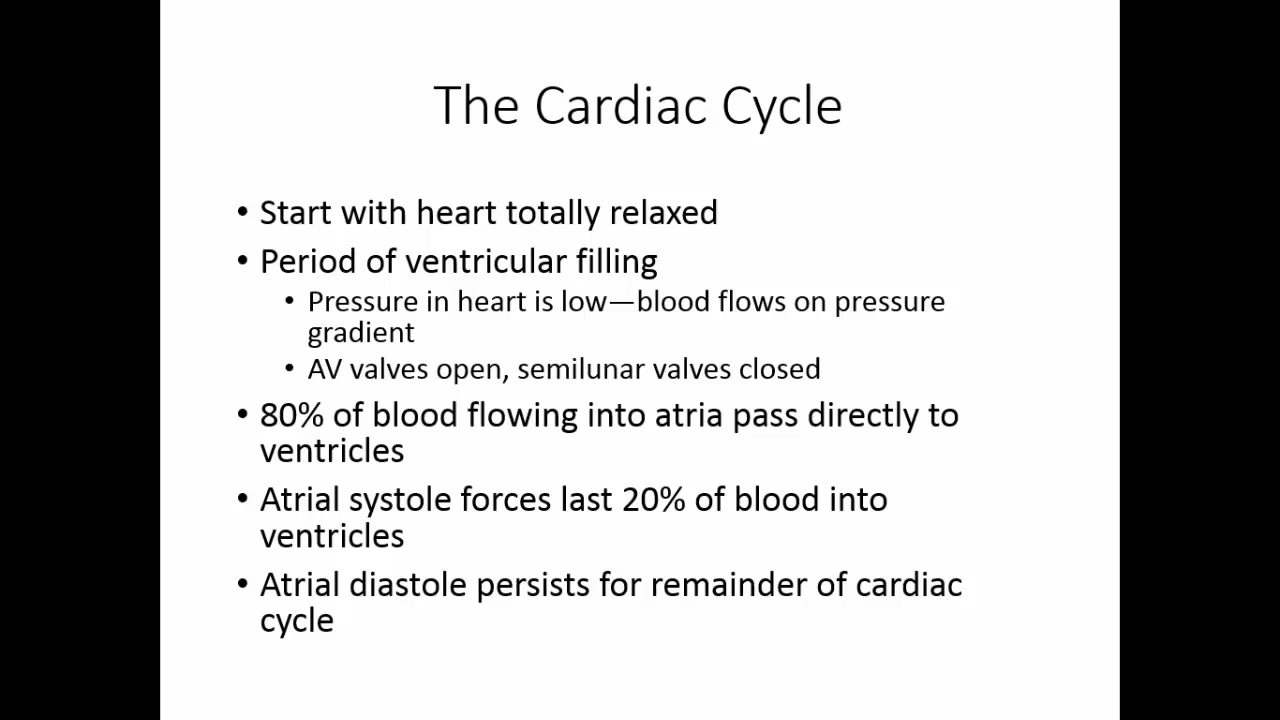 The Cardiac Cycle
• Start with heart totally relaxed
• Period of ventricular filling
• Pressure in heart is low—blood flows on pressure
gradient
• AV valves open, semilunar valves closed
• 80% of blood flowing into atria pass directly to
ventricles
• Atrial systole forces last 20% of blood into
ventricles
• Atrial diastole persists for remainder of cardiac
cycle